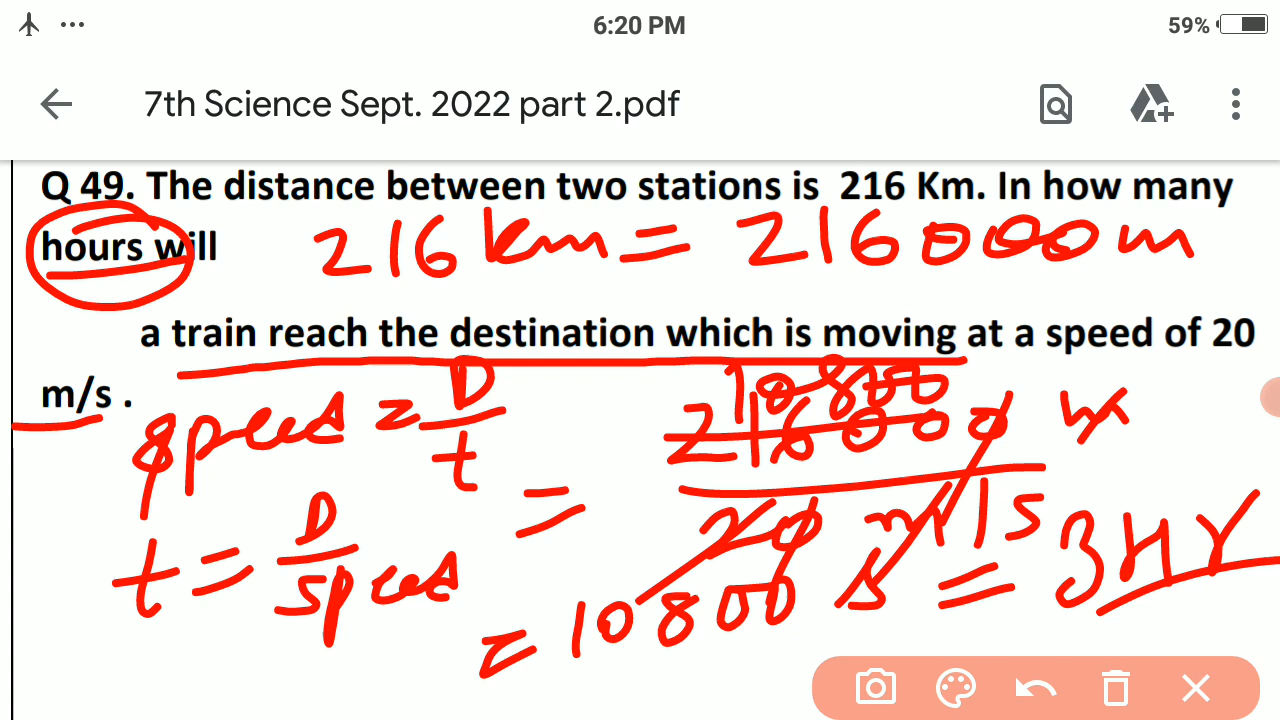 6:20 PM 59%
7th Science Sept. 2022 part 2.pdf
Q 49. The distance between two stations is 216 Km. In how many
hours will 216 km = 216000 m
a train reach the destination which is moving at a speed of 20
m/s .
speed = D/t
10800
216000 m
20 m/s
t = D/speed
= 10800 s = 3 Hr